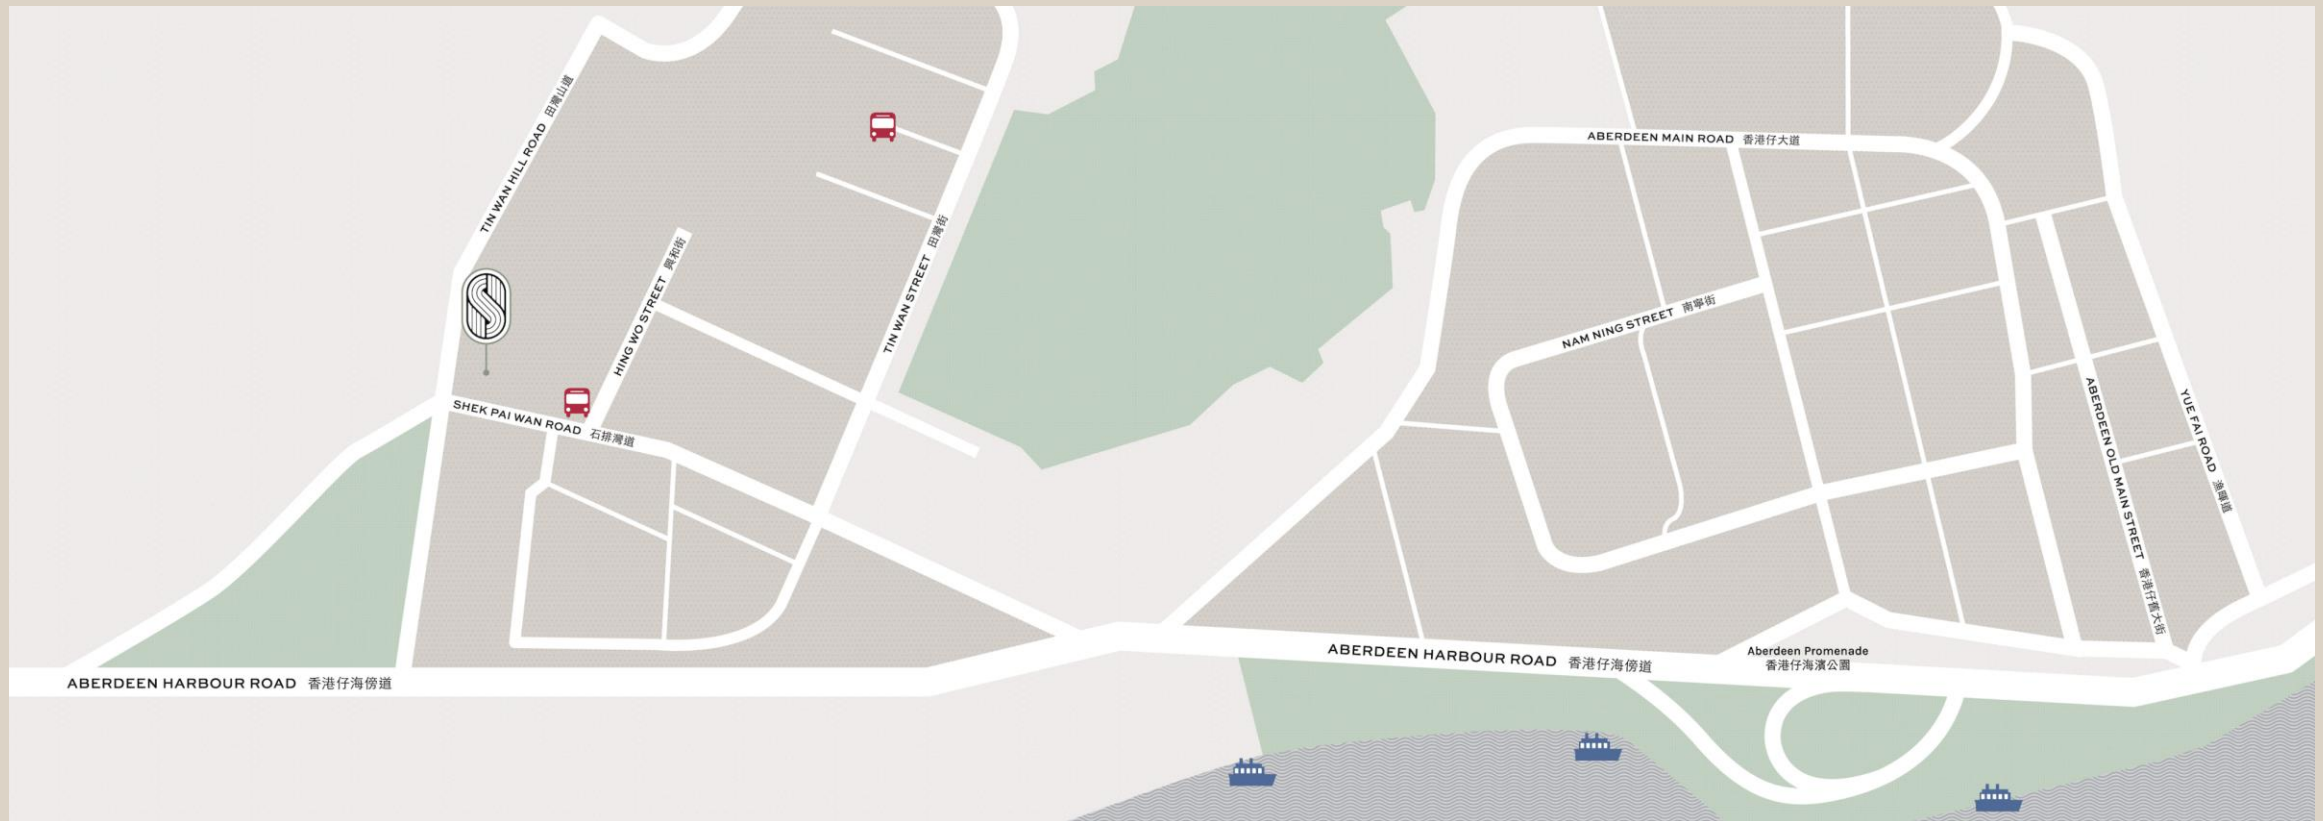 TIN WAN HILL ROAD 田灣山道
HING WO STREET 興和街
TIN WAN STREET 田灣街
SHEK PAI WAN ROAD 石排灣道
ABERDEEN HARBOUR ROAD 香港仔海傍道
ABERDEEN MAIN ROAD 香港仔大道
NAM NING STREET 南寧街
ABERDEEN OLD MAIN STREET 香港仔舊大街
YUE FAI ROAD 漁暉道
ABERDEEN HARBOUR ROAD 香港仔海傍道
Aberdeen Promenade
香港仔海濱公園